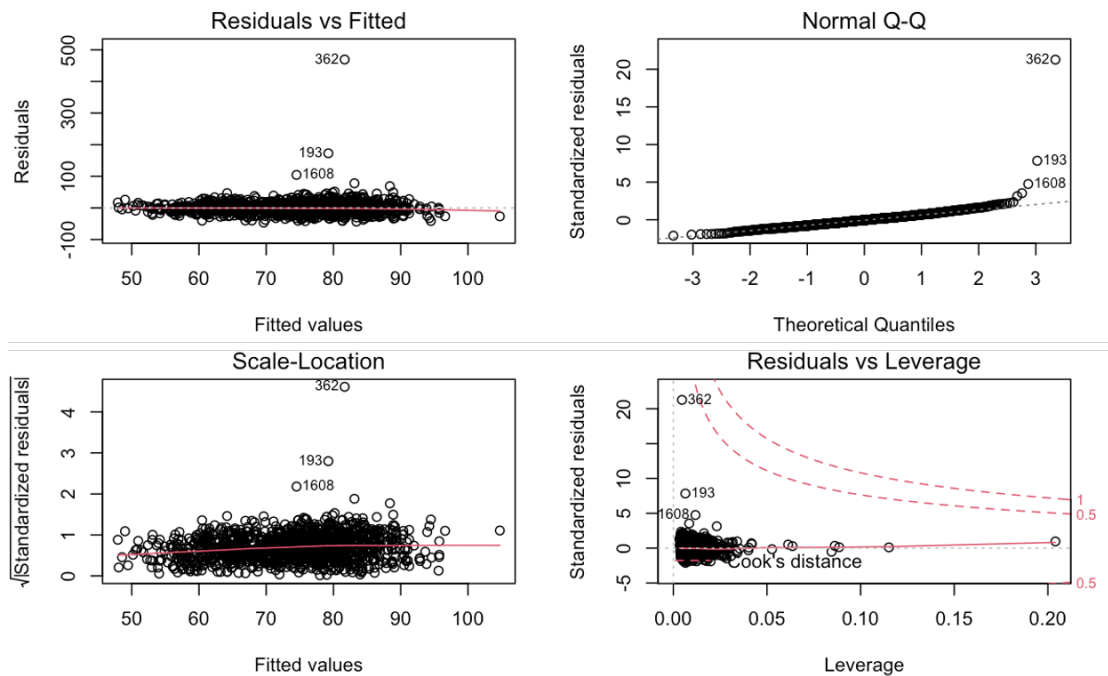 Residuals vs Fitted
Residuals
500
300
100
-100
362
193
1608
50 60 70 80 90 100
Fitted values
Normal Q-Q
Standardized residuals
20
15
10
5
0
362
193
1608
-3 -2 -1 0 1 2 3
Theoretical Quantiles
Scale-Location
√|Standardized residuals|
4
3
2
1
0
362
193
1608
50 60 70 80 90 100
Fitted values
Residuals vs Leverage
Standardized residuals
20
10
5
0
-5
362
193
1608
1
0.5
0.5
Cook's distance
0.00 0.05 0.10 0.15 0.20
Leverage